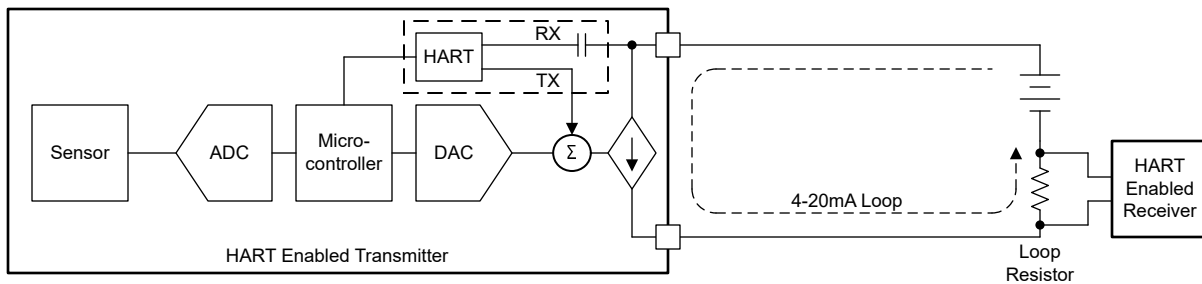 RX
HART
TX
Sensor
ADC
Micro-
controller
DAC
Σ
HART Enabled Transmitter
4-20mA Loop
Loop
Resistor
HART
Enabled
Receiver